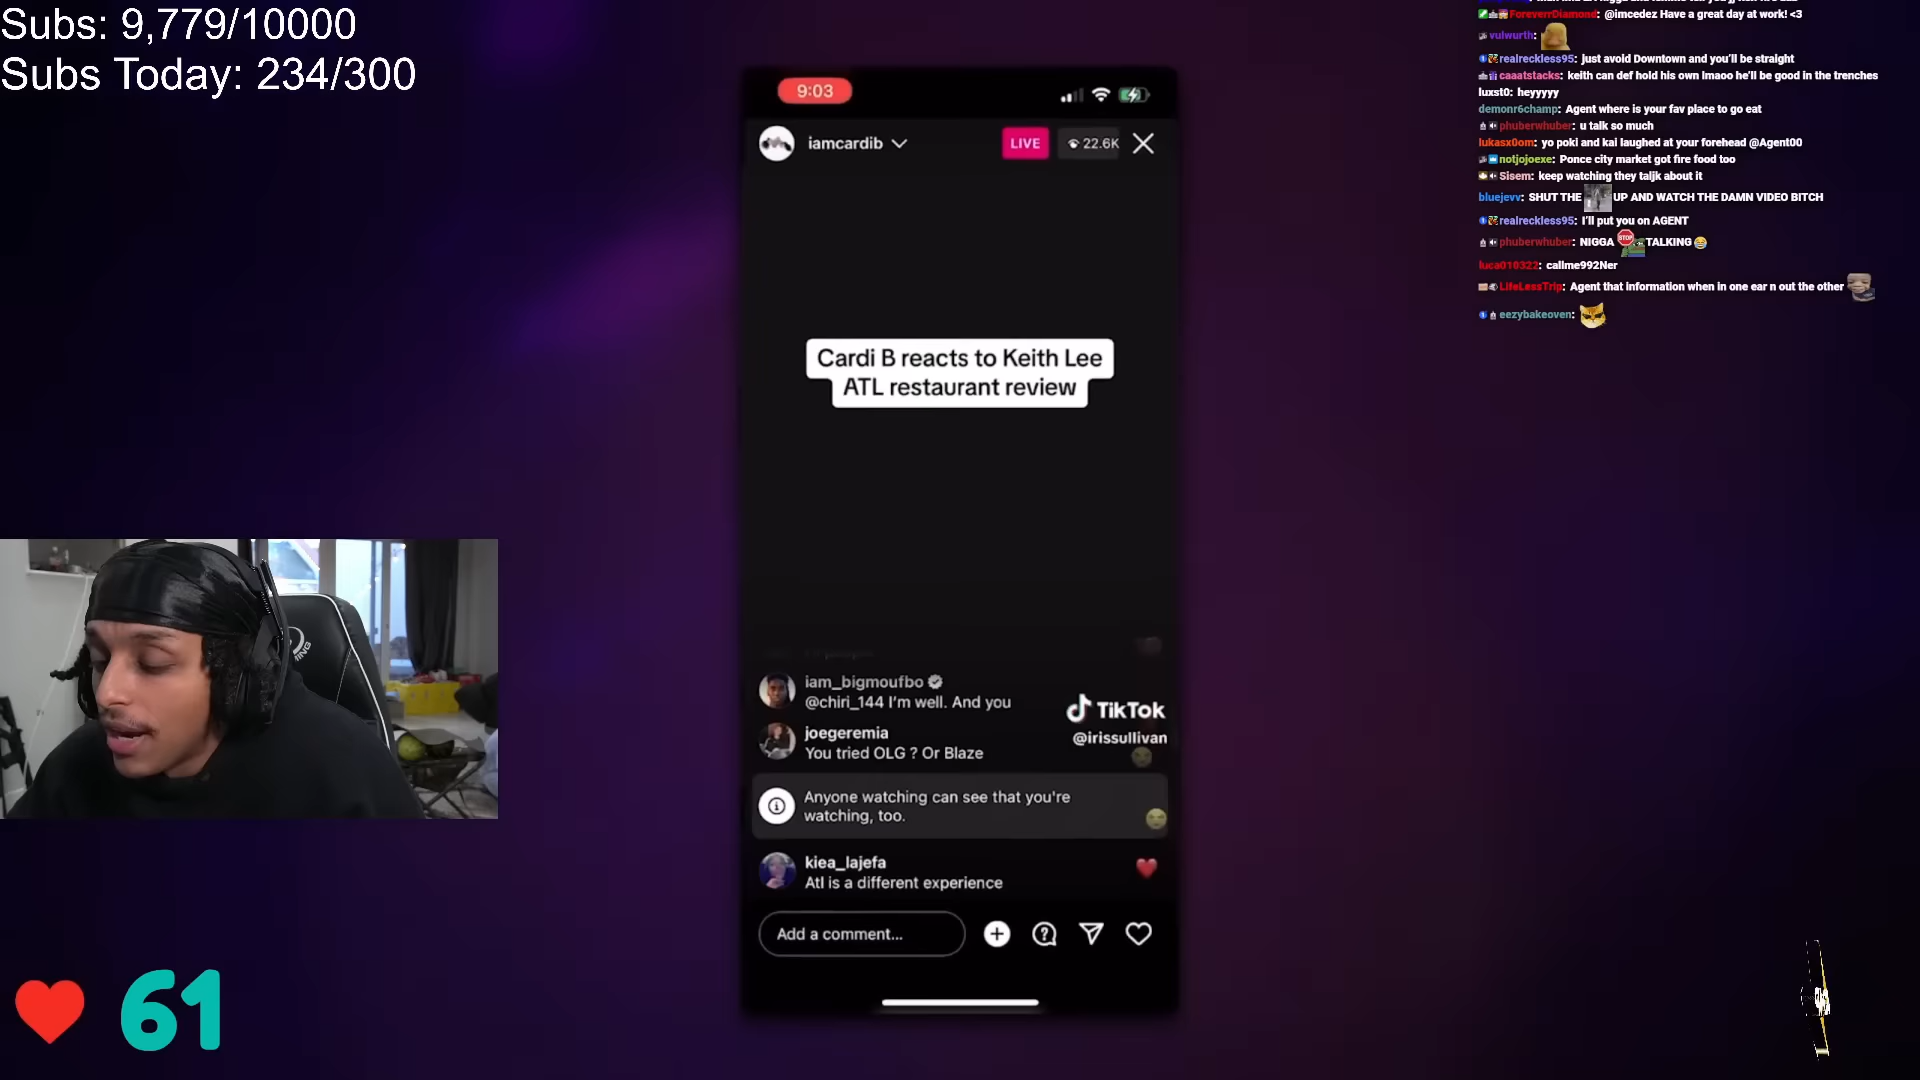 Subs: 9,779/10000
Subs Today: 234/300
9:03
iamcardib
LIVE
22.6K
Cardi B reacts to Keith Lee
ATL restaurant review
iam_bigmoufbo
@chiri_144 I'm well. And you
joegeremia
You tried OLG ? Or Blaze
TikTok
@irissullivan
Anyone watching can see that you're
watching, too.
kiea_lajefa
Atl is a different experience
Add a comment...
61
ForeverrDiamond: @imcedez Have a great day at work! <3
vulwurth:
realreckless95: just avoid Downtown and you'll be straight
caaatstacks: keith can def hold his own lmaoo he'll be good in the trenches
luxst0: heyyyyy
demonr6champ: Agent where is your fav place to go eat
phuberwhuber: u talk so much
lukasx0om: yo poki and kai laughed at your forehead @Agent00
notjojoexe: Ponce city market got fire food too
Sisem: keep watching they taljk about it
bluejevv: SHUT THE UP AND WATCH THE DAMN VIDEO BITCH
realreckless95: I'll put you on AGENT
phuberwhuber: NIGGA STOP TALKING
luca010322: callme992Ner
LifeLessTrip: Agent that information when in one ear n out the other
eezybakeoven: